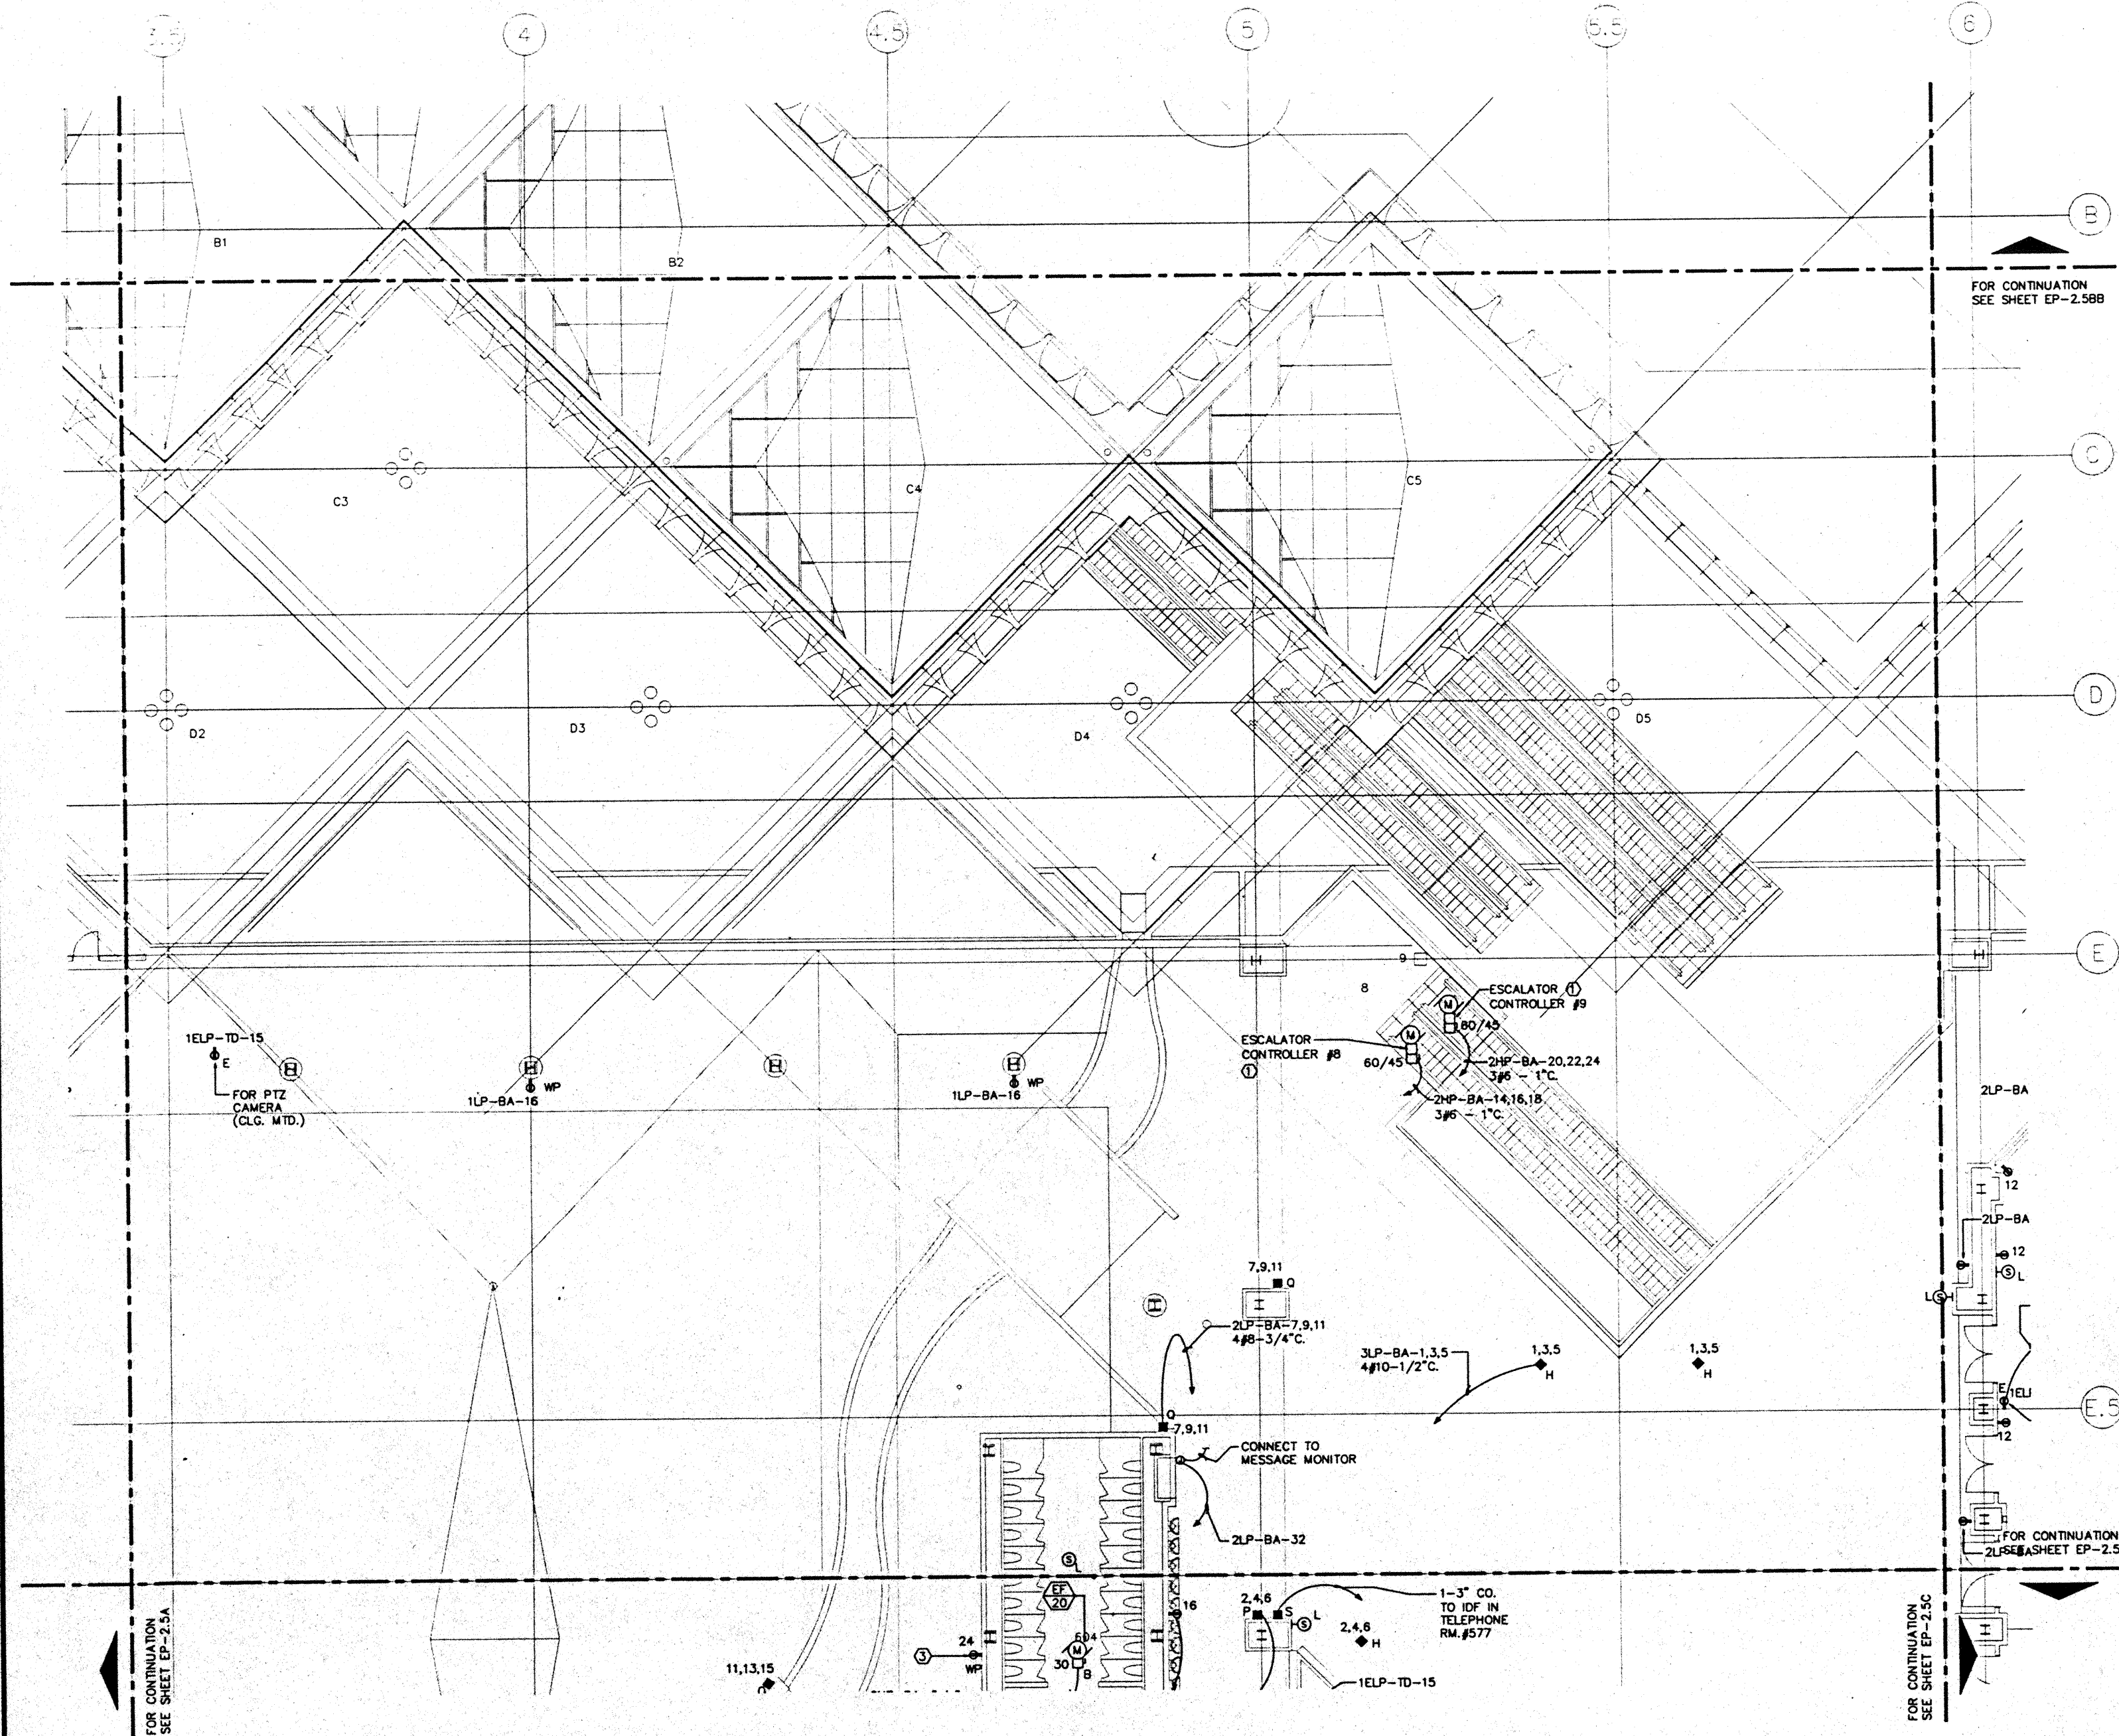 3.5
4
4.5
5
5.5
6
B
B1
B2
FOR CONTINUATION
SEE SHEET EP-2.5BB
C
C3
C4
C5
D
D2
D3
D4
D5
E
9
8
ESCALATOR 1
CONTROLLER #9
M
ESCALATOR
CONTROLLER #8
1
M
60/45
2HP-BA-20,22,24
3#6 - 1"C.
60/45
2HP-BA-14,16,18
3#6 - 1"C.
1ELP-TD-15
E
FOR PTZ
CAMERA
(CLG. MTD.)
WP
1LP-BA-16
WP
1LP-BA-16
2LP-BA
12
2LP-BA
12
S L
L S
7,9,11
Q
2LP-BA-7,9,11
4#8-3/4"C.
3LP-BA-1,3,5
4#10-1/2"C.
1,3,5
H
1,3,5
H
E
12
E.5
Q
7,9,11
CONNECT TO
MESSAGE MONITOR
2LP-BA-32
FOR CONTINUATION
SEE SHEET EP-2.5
S
L
EF
20
604
M
30
B
16
24
3
WP
11,13,15
2,4,6
P
S
S L
1-3" CO.
TO IDF IN
TELEPHONE
RM.#577
2,4,6
H
1ELP-TD-15
FOR CONTINUATION
SEE SHEET EP-2.5A
FOR CONTINUATION
SEE SHEET EP-2.5C